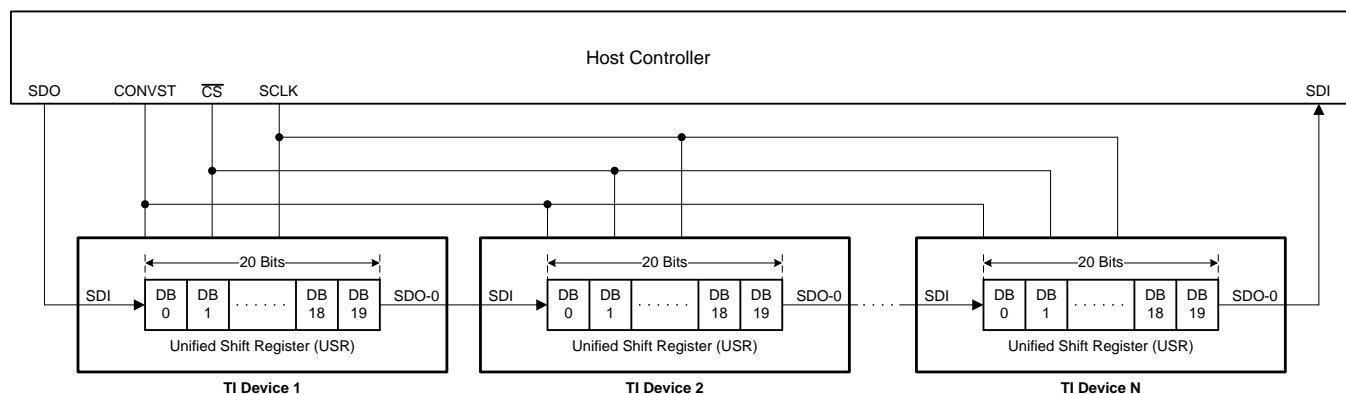 Host Controller
SDO CONVST CS SCLK SDI
20 Bits 20 Bits 20 Bits
SDI DB 0 DB 1 . . . . . . DB 18 DB 19 SDO-0 SDI DB 0 DB 1 . . . . . . DB 18 DB 19 SDO-0 . . . . . SDI DB 0 DB 1 . . . . . . DB 18 DB 19 SDO-0
Unified Shift Register (USR) Unified Shift Register (USR) Unified Shift Register (USR)
TI Device 1 TI Device 2 TI Device N